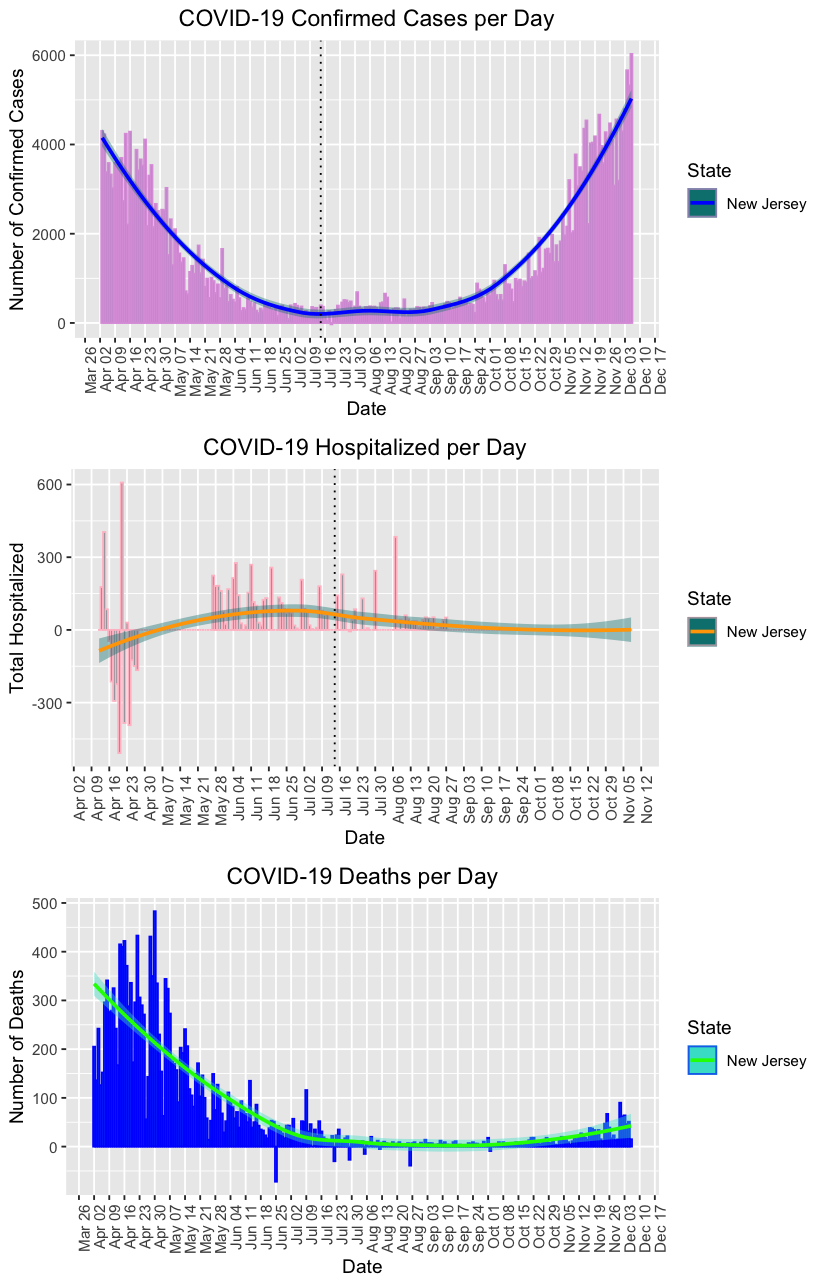 COVID-19 Confirmed Cases per Day
Number of Confirmed Cases
6000
4000
2000
0
Mar 26
Apr 02
Apr 09
Apr 16
Apr 23
Apr 30
May 07
May 14
May 21
May 28
Jun 04
Jun 11
Jun 18
Jun 25
Jul 02
Jul 09
Jul 16
Jul 23
Jul 30
Aug 06
Aug 13
Aug 20
Aug 27
Sep 03
Sep 10
Sep 17
Sep 24
Oct 01
Oct 08
Oct 15
Oct 22
Oct 29
Nov 05
Nov 12
Nov 19
Nov 26
Dec 03
Dec 10
Dec 17
Date
State
New Jersey
COVID-19 Hospitalized per Day
Total Hospitalized
600
300
0
-300
Apr 02
Apr 09
Apr 16
Apr 23
Apr 30
May 07
May 14
May 21
May 28
Jun 04
Jun 11
Jun 18
Jun 25
Jul 02
Jul 09
Jul 16
Jul 23
Jul 30
Aug 06
Aug 13
Aug 20
Aug 27
Sep 03
Sep 10
Sep 17
Sep 24
Oct 01
Oct 08
Oct 15
Oct 22
Oct 29
Nov 05
Nov 12
Date
State
New Jersey
COVID-19 Deaths per Day
Number of Deaths
500
400
300
200
100
0
Mar 26
Apr 02
Apr 09
Apr 16
Apr 23
Apr 30
May 07
May 14
May 21
May 28
Jun 04
Jun 11
Jun 18
Jun 25
Jul 02
Jul 09
Jul 16
Jul 23
Jul 30
Aug 06
Aug 13
Aug 20
Aug 27
Sep 03
Sep 10
Sep 17
Sep 24
Oct 01
Oct 08
Oct 15
Oct 22
Oct 29
Nov 05
Nov 12
Nov 19
Nov 26
Dec 03
Dec 10
Dec 17
Date
State
New Jersey